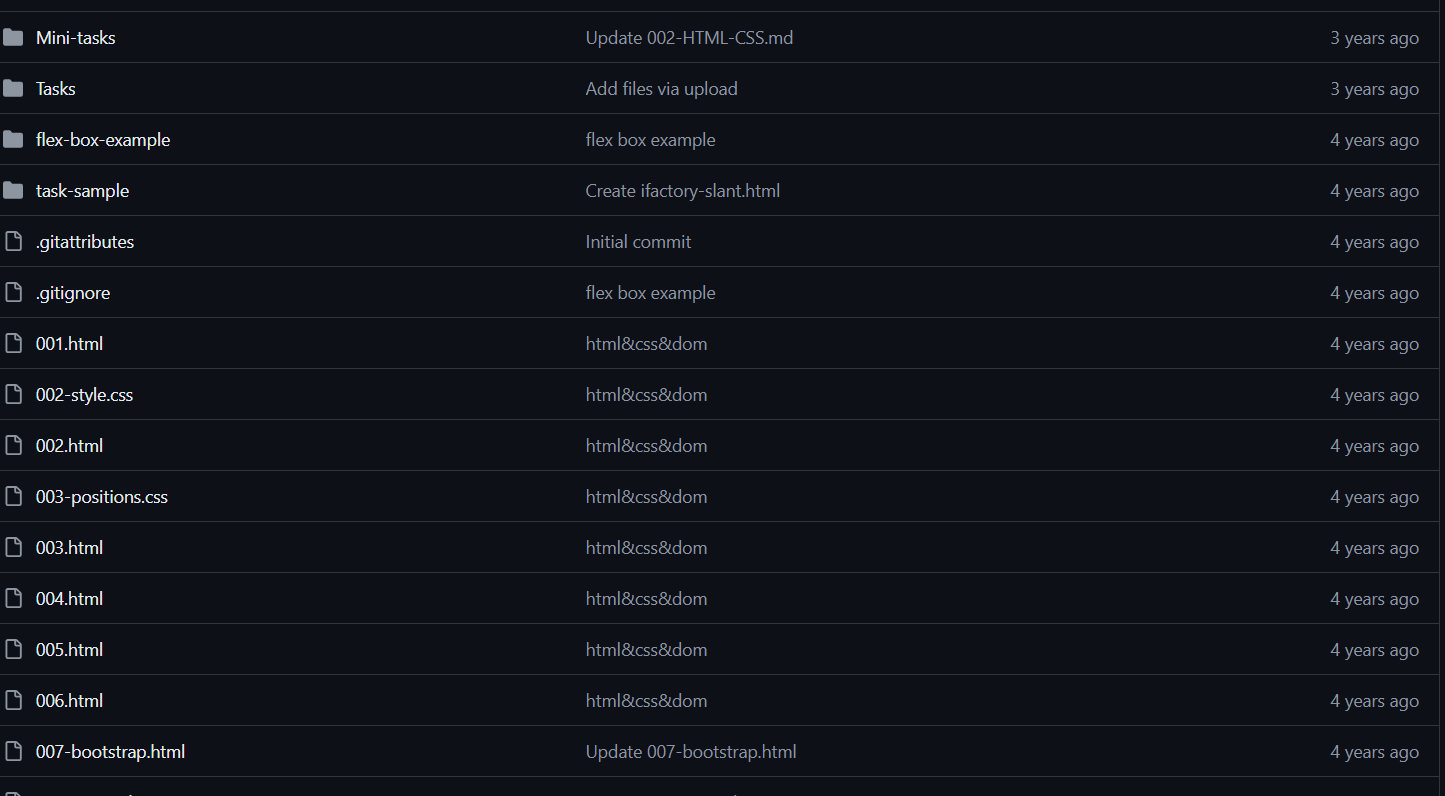 Mini-tasks Update 002-HTML-CSS.md 3 years ago
Tasks Add files via upload 3 years ago
flex-box-example flex box example 4 years ago
task-sample Create ifactory-slant.html 4 years ago
.gitattributes Initial commit 4 years ago
.gitignore flex box example 4 years ago
001.html html&css&dom 4 years ago
002-style.css html&css&dom 4 years ago
002.html html&css&dom 4 years ago
003-positions.css html&css&dom 4 years ago
003.html html&css&dom 4 years ago
004.html html&css&dom 4 years ago
005.html html&css&dom 4 years ago
006.html html&css&dom 4 years ago
007-bootstrap.html Update 007-bootstrap.html 4 years ago